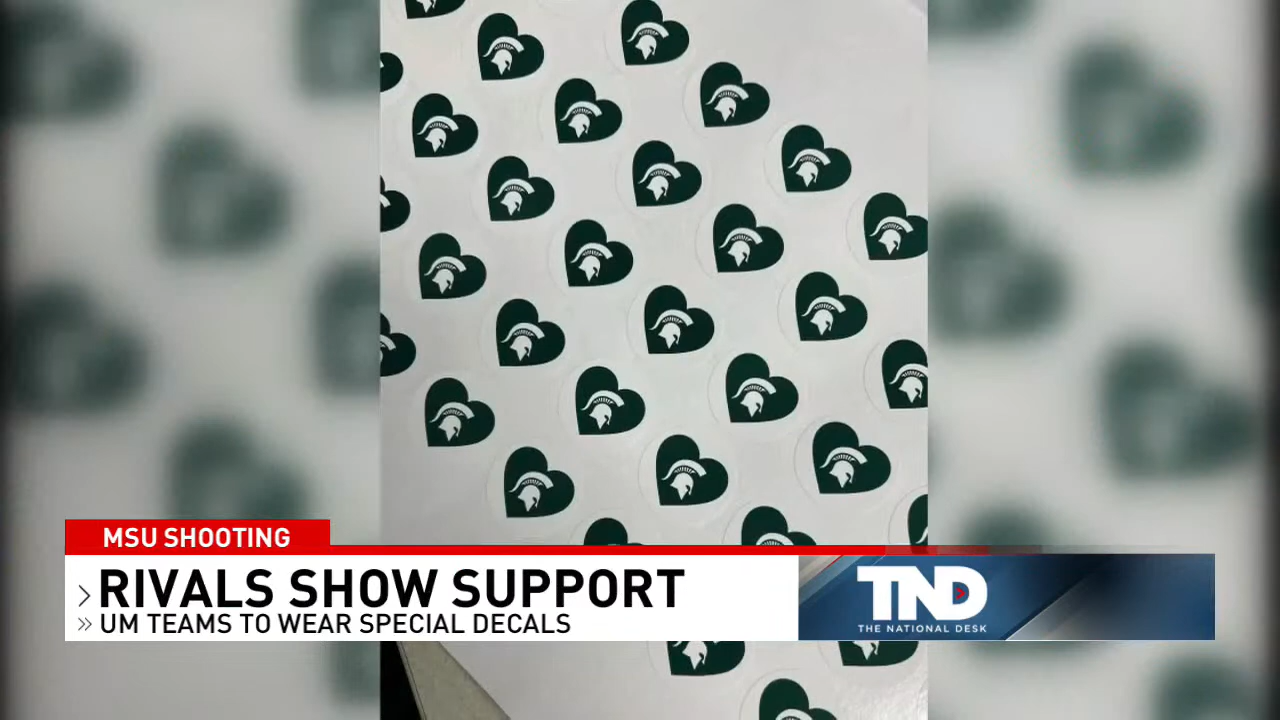 MSU SHOOTING
RIVALS SHOW SUPPORT
UM TEAMS TO WEAR SPECIAL DECALS
TND
THE NATIONAL DESK